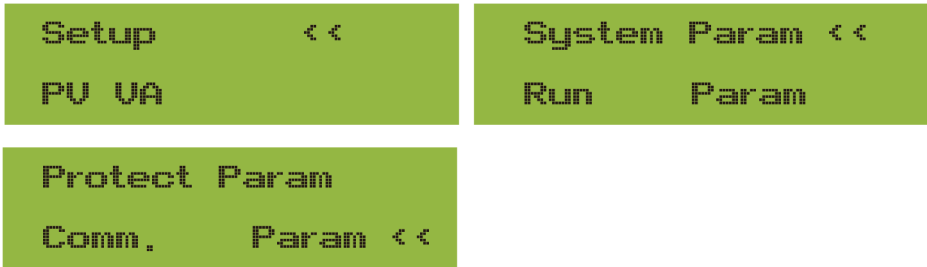 Setup <<
PV VA
System Param <<
Run Param
Protect Param
Comm. Param <<